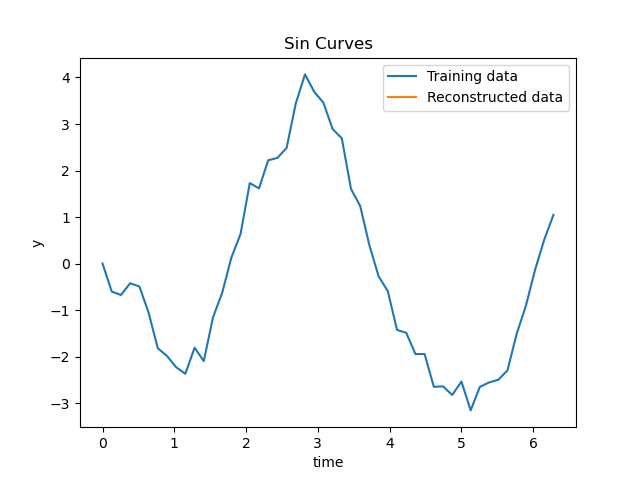 Sin Curves
Training data
Reconstructed data
y
4
3
2
1
0
−1
−2
−3
0 1 2 3 4 5 6
time